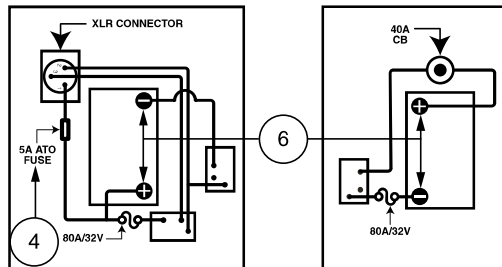 XLR CONNECTOR
40A
CB
5A ATO
FUSE
6
4
80A/32V
80A/32V